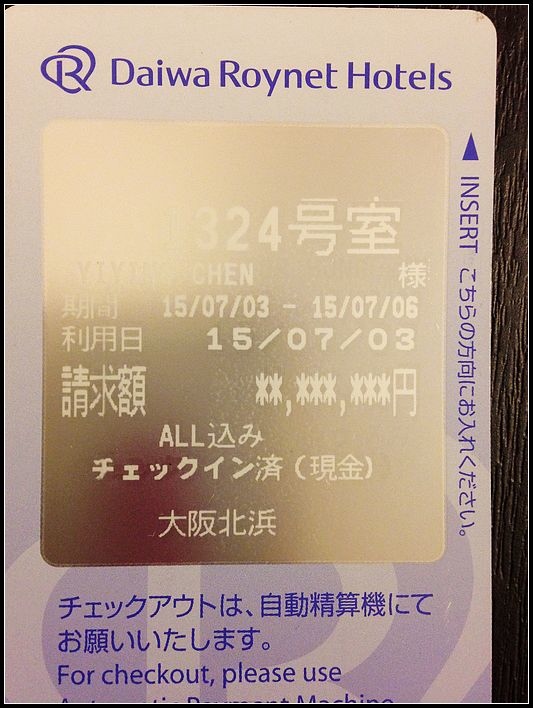 Daiwa Roynet Hotels
1324号室
CHEN 様
期間 15/07/03 - 15/07/06
利用日 15/07/03
請求額 **,***,***円
ALL込み
チェックイン済(現金)
大阪北浜
▲ INSERT こちらの方向にお入れください。
チェックアウトは、自動精算機にて
お願いいたします。
For checkout, please use
Automatic Payment Machine